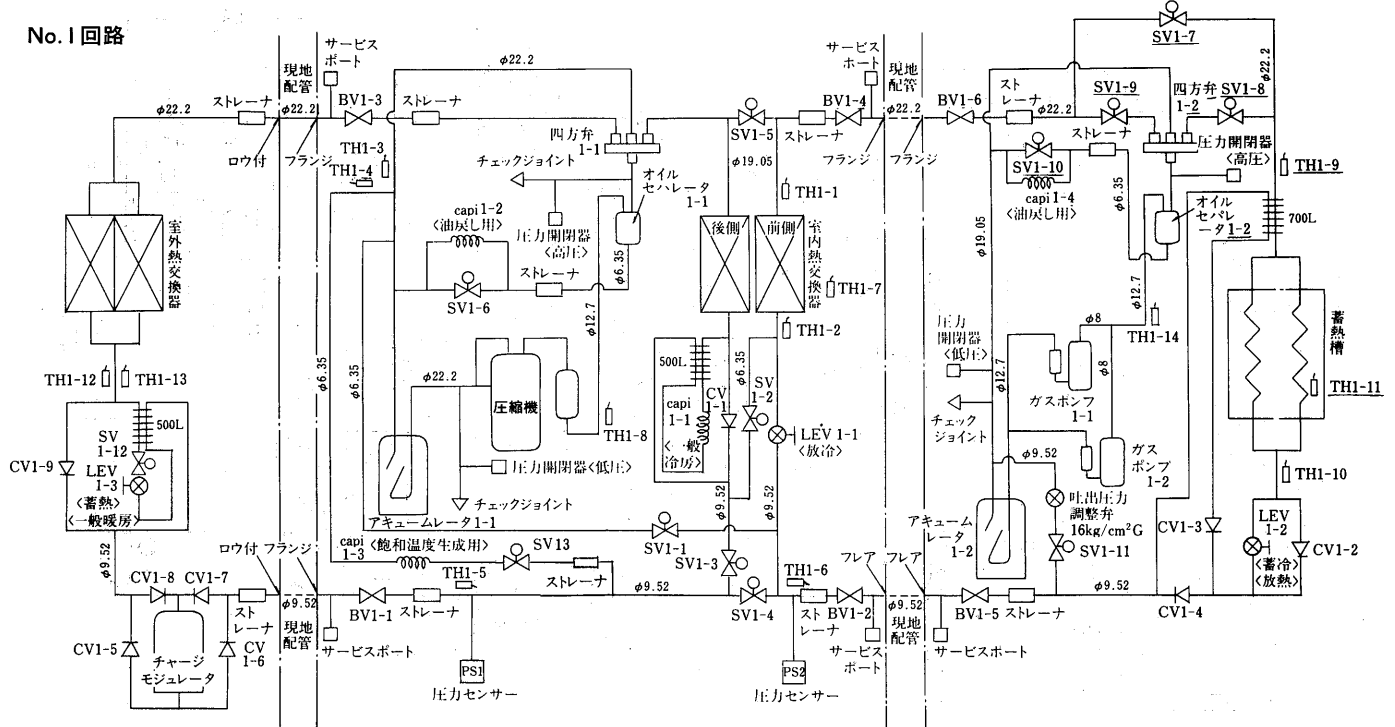 No.1回路
サービス
ポート
現地
配管
ストレーナ
φ22.2
φ22.2
BV1-3
ストレーナ
φ22.2
ロウ付
フランジ
TH1-3
TH1-4
四方弁
1-1
チェックジョイント
オイル
セパレータ
1-1
capi 1-2
〈油戻し用〉
圧力開閉器
〈高圧〉
ストレーナ
SV1-6
φ6.35
φ12.7
室外熱交換器
TH1-12
TH1-13
500L
SV
1-12
CV1-9
LEV
1-3
〈蓄熱〉
〈一般暖房〉
φ9.52
φ6.35
φ6.35
φ22.2
圧縮機
TH1-8
圧力開閉器〈低圧〉
チェックジョイント
アキュームレータ1-1
capi
1-3
〈飽和温度生成用〉
SV13
ストレーナ
TH1-5
φ9.52
ロウ付
フランジ
CV1-8
CV1-7
ストレーナ
φ9.52
BV1-1
ストレーナ
CV1-5
チャージ
モジュレータ
CV
1-6
現地
配管
サービスポート
PS1
圧力センサー
サービス
ポート
現地
配管
SV1-5
ストレーナ
BV1-4
φ22.2
フランジ
フランジ
φ19.05
TH1-1
後側
前側
室内熱交換器
TH1-7
TH1-2
500L
φ6.35
CV
1-1
SV
1-2
capi
1-1
〈一般
冷房〉
LEV 1-1
〈放冷〉
φ9.52
φ9.52
SV1-1
SV1-3
SV1-4
TH1-6
フレア
フレア
ストレーナ
BV1-2
φ9.52
サービス
ポート
現地
配管
PS2
圧力センサー
SV1-7
BV1-6
ストレーナ
φ22.2
SV1-9
四方弁
1-2
SV1-8
φ22.2
ストレーナ
SV1-10
capi 1-4
〈油戻し用〉
φ6.35
圧力開閉器
〈高圧〉
TH1-9
オイル
セパレ
ータ1-2
700L
φ19.05
φ12.7
φ8
φ8
TH1-14
圧力
開閉器
〈低圧〉
φ12.7
ガスポンプ
1-1
チェック
ジョイント
φ9.52
ガス
ポンプ
1-2
吐出圧力
調整弁
16kg/cm²G
SV1-11
アキューム
レータ
1-2
蓄熱槽
TH1-11
TH1-10
CV1-3
LEV
1-2
CV1-2
〈蓄冷〉
〈放熱〉
BV1-5
ストレーナ
φ9.52
CV1-4
サービスポート